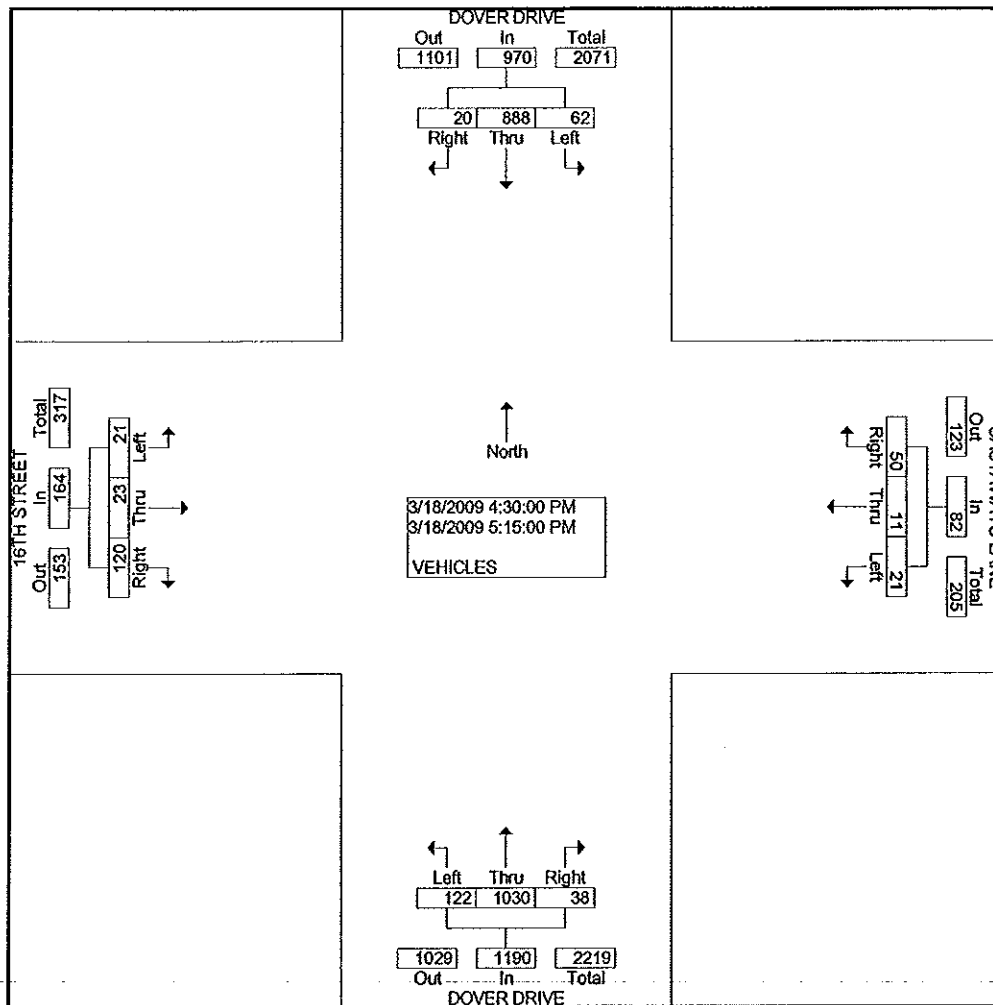 DOVER DRIVE
Out In Total
1101 970 2071
20 888 62
Right Thru Left
16TH STREET
Total In Out
317 164 153
21 23 120
Left Thru Right
North
3/18/2009 4:30:00 PM
3/18/2009 5:15:00 PM
VEHICLES
Right Thru Left
50 11 21
Out In Total
123 82 205
Left Thru Right
122 1030 38
1029 1190 2219
Out In Total
DOVER DRIVE